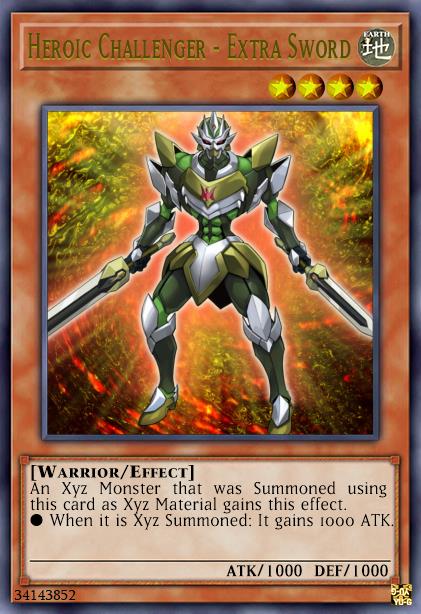 Heroic Challenger - Extra Sword
EARTH
地
[Warrior/Effect]
An Xyz Monster that was Summoned using
this card as Xyz Material gains this effect.
● When it is Xyz Summoned: It gains 1000 ATK.
ATK/1000 DEF/1000
34143852